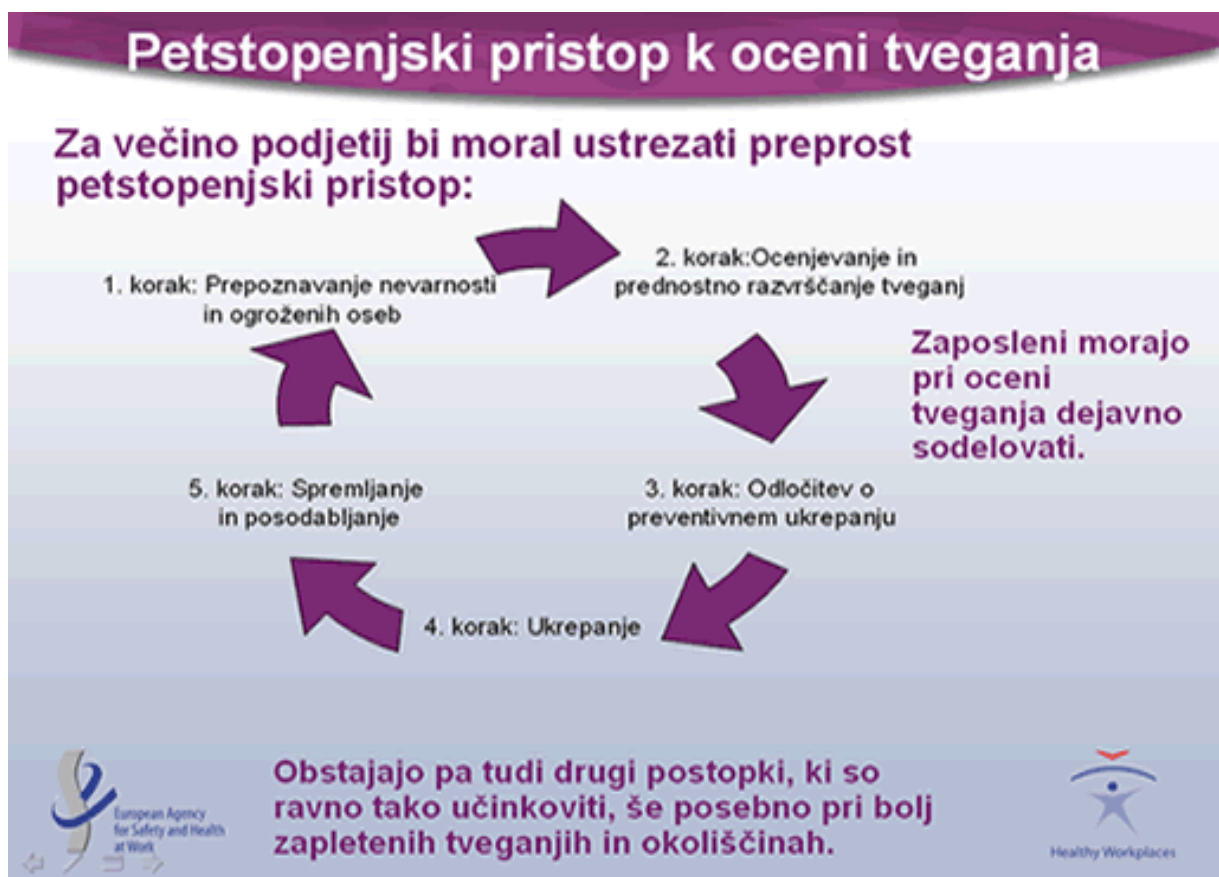 Petstopenjski pristop k oceni tveganja
Za večino podjetij bi moral ustrezati preprost
petstopenjski pristop:
1. korak: Prepoznavanje nevarnosti
in ogroženih oseb
2. korak:Ocenjevanje in
prednostno razvrščanje tveganj
Zaposleni morajo
pri oceni
tveganja dejavno
sodelovati.
3. korak: Odločitev o
preventivnem ukrepanju
4. korak: Ukrepanje
5. korak: Spremljanje
in posodabljanje
Obstajajo pa tudi drugi postopki, ki so
ravno tako učinkoviti, še posebno pri bolj
zapletenih tveganjih in okoliščinah.
European Agency
for Safety and Health
at Work
Healthy Workplaces